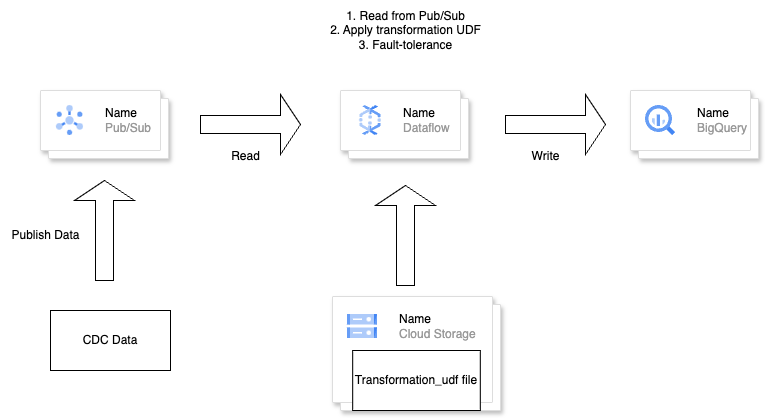 1. Read from Pub/Sub
2. Apply transformation UDF
3. Fault-tolerance
Name
Pub/Sub
Read
Name
Dataflow
Write
Name
BigQuery
Publish Data
CDC Data
Name
Cloud Storage
Transformation_udf file